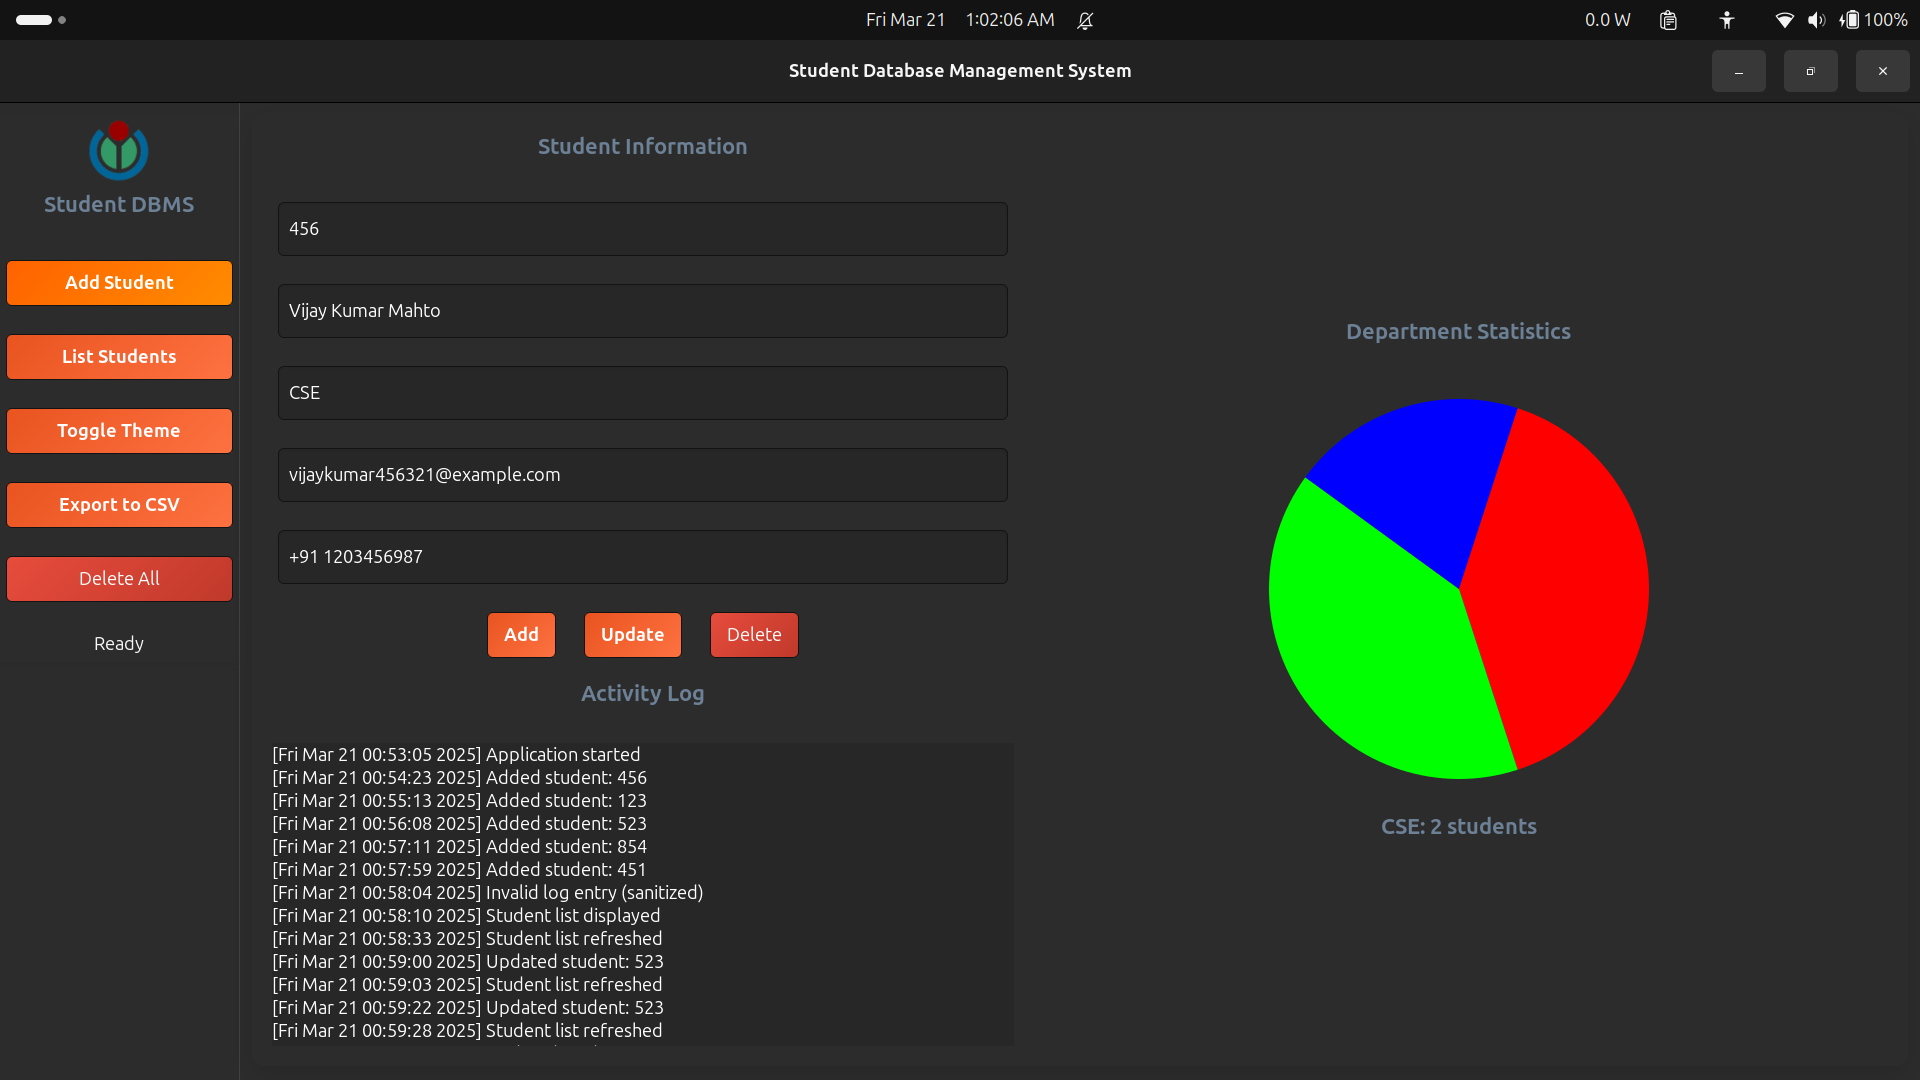 Fri Mar 21 1:02:06 AM
0.0 W
100%
Student Database Management System
Student DBMS
Add Student
List Students
Toggle Theme
Export to CSV
Delete All
Ready
Student Information
456
Vijay Kumar Mahto
CSE
vijaykumar456321@example.com
+91 1203456987
Add Update Delete
Activity Log
[Fri Mar 21 00:53:05 2025] Application started
[Fri Mar 21 00:54:23 2025] Added student: 456
[Fri Mar 21 00:55:13 2025] Added student: 123
[Fri Mar 21 00:56:08 2025] Added student: 523
[Fri Mar 21 00:57:11 2025] Added student: 854
[Fri Mar 21 00:57:59 2025] Added student: 451
[Fri Mar 21 00:58:04 2025] Invalid log entry (sanitized)
[Fri Mar 21 00:58:10 2025] Student list displayed
[Fri Mar 21 00:58:33 2025] Student list refreshed
[Fri Mar 21 00:59:00 2025] Updated student: 523
[Fri Mar 21 00:59:03 2025] Student list refreshed
[Fri Mar 21 00:59:22 2025] Updated student: 523
[Fri Mar 21 00:59:28 2025] Student list refreshed
Department Statistics
CSE: 2 students